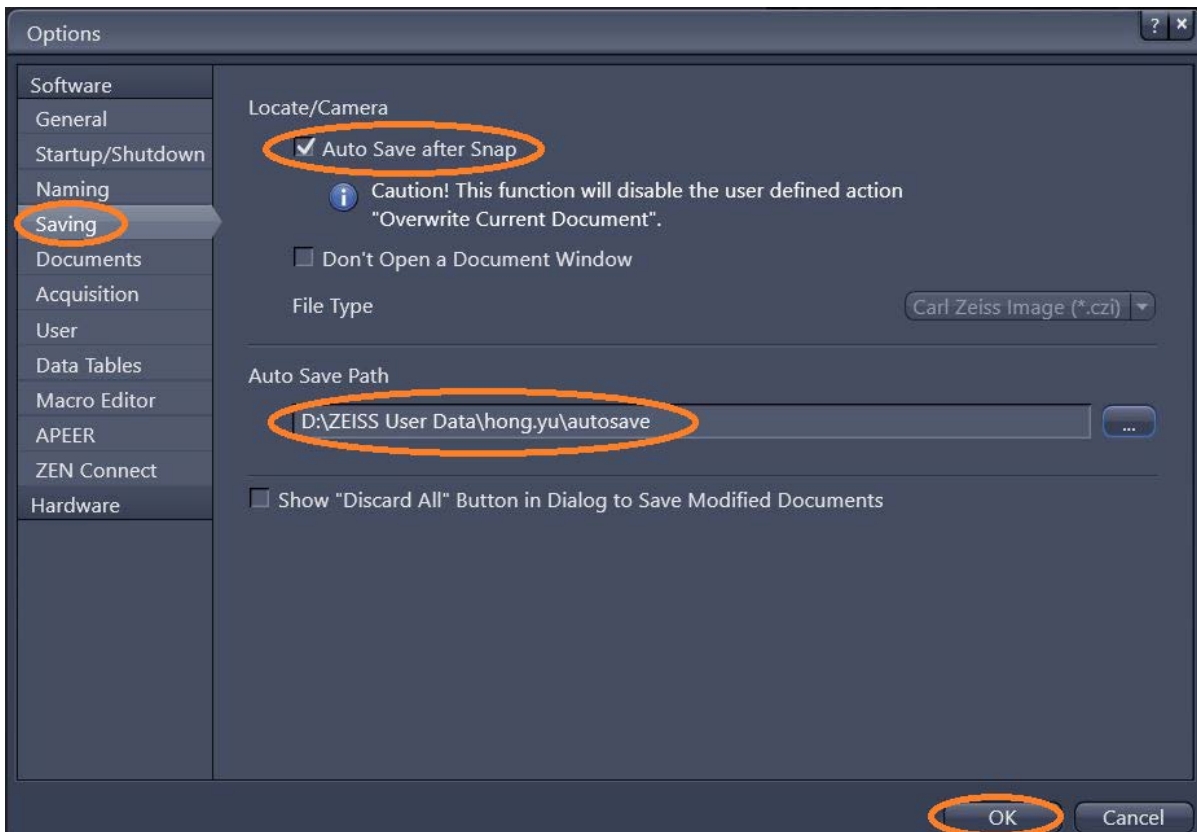 Options
?
×
Software
General
Startup/Shutdown
Naming
Saving
Documents
Acquisition
User
Data Tables
Macro Editor
APEER
ZEN Connect
Hardware
Locate/Camera
Auto Save after Snap
Caution! This function will disable the user defined action
"Overwrite Current Document".
Don't Open a Document Window
File Type
Carl Zeiss Image (*.czi)
Auto Save Path
D:\ZEISS User Data\hong.yu\autosave
...
Show "Discard All" Button in Dialog to Save Modified Documents
OK
Cancel